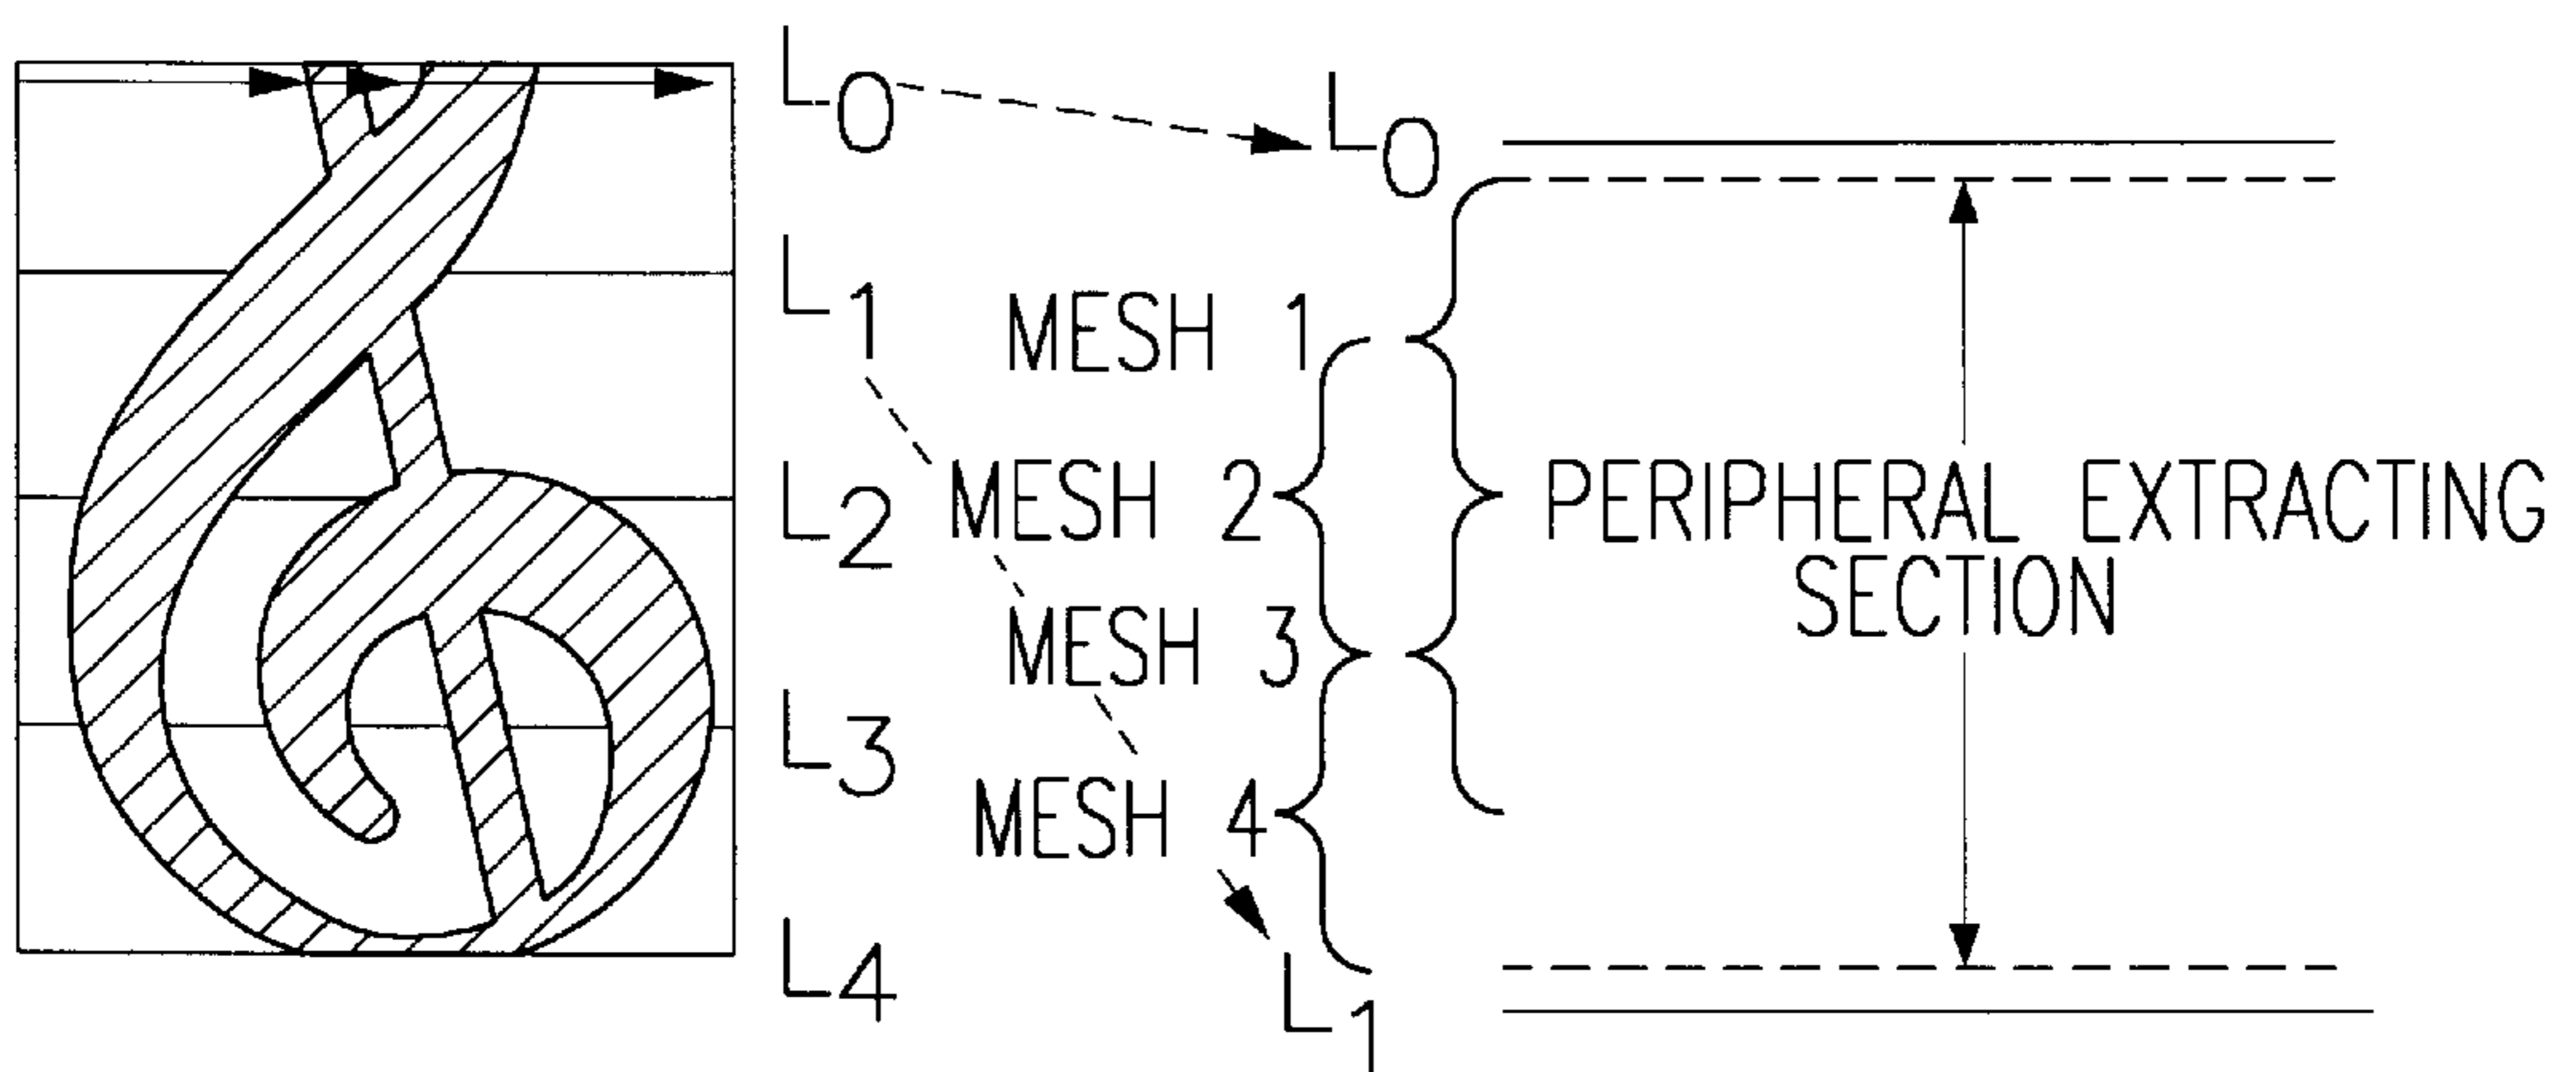 L0
L1
L2
L3
L4
L0
MESH 1
MESH 2
MESH 3
MESH 4
L1
PERIPHERAL EXTRACTING
SECTION